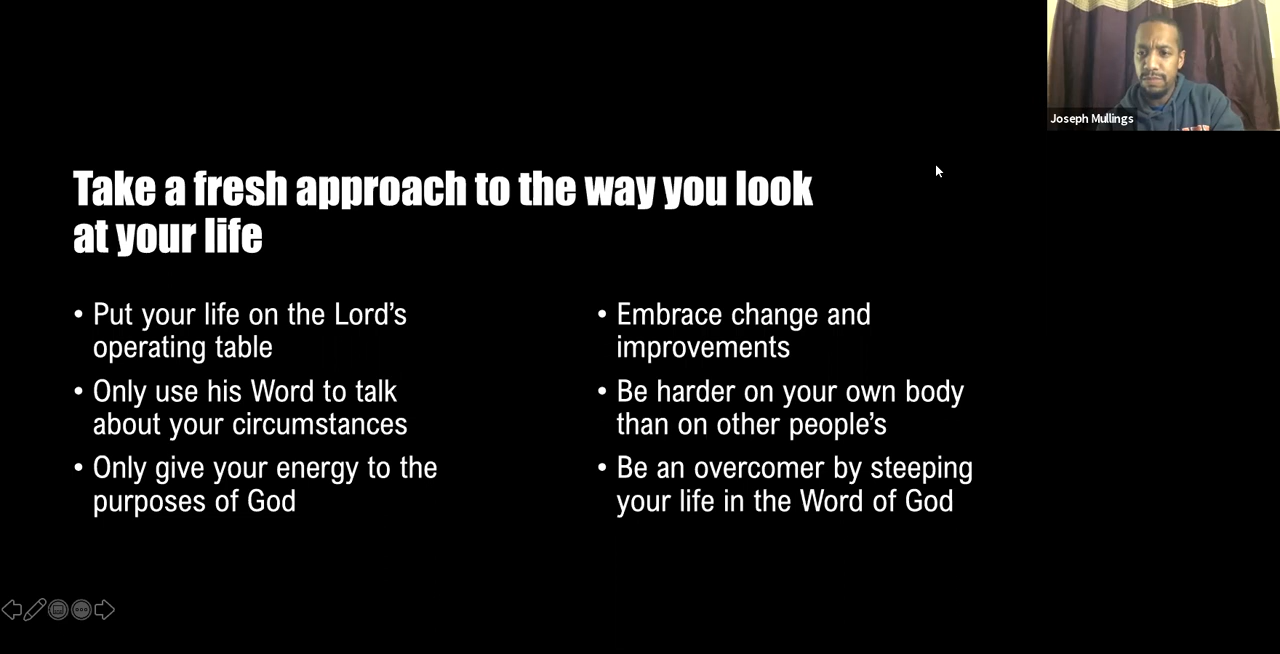 Joseph Mullings
Take a fresh approach to the way you look
at your life
• Put your life on the Lord's
operating table
• Only use his Word to talk
about your circumstances
• Only give your energy to the
purposes of God
• Embrace change and
improvements
• Be harder on your own body
than on other people's
• Be an overcomer by steeping
your life in the Word of God